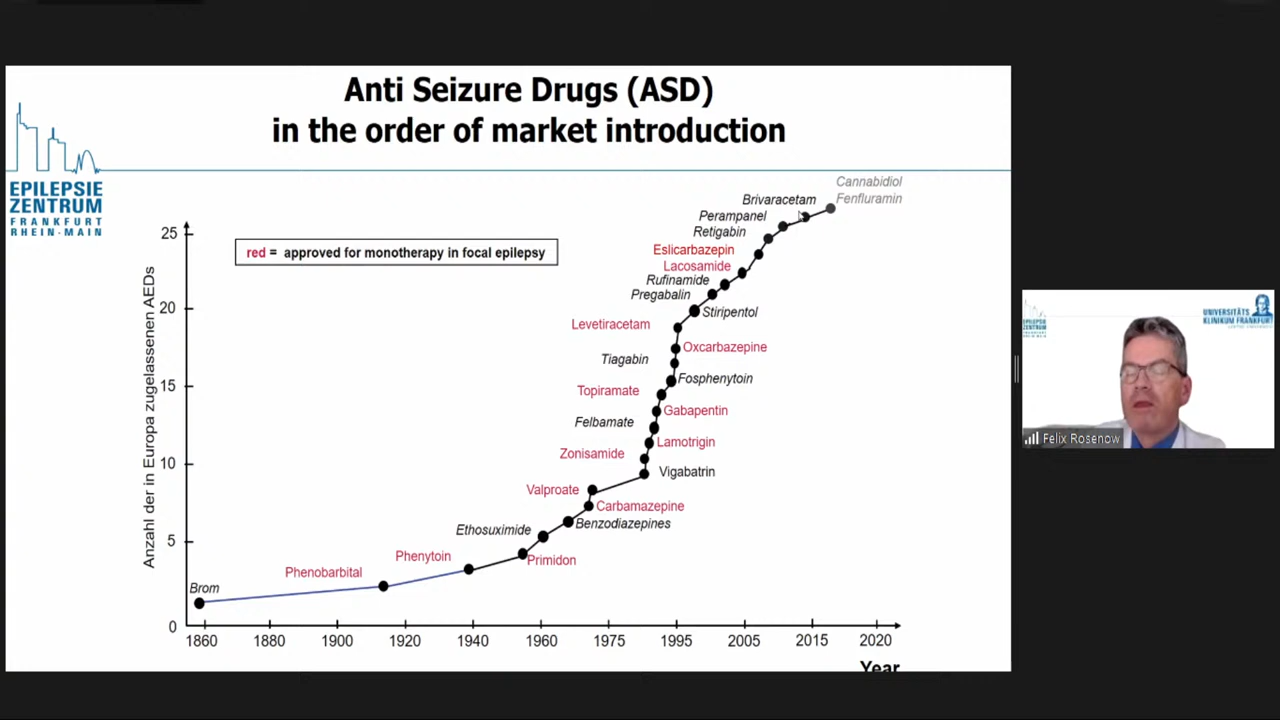 Anti Seizure Drugs (ASD)
in the order of market introduction
EPILEPSIE
ZENTRUM
FRANKFURT
RHEIN-MAIN
red = approved for monotherapy in focal epilepsy
Anzahl der in Europa zugelassenen AEDs
25
20
15
10
5
0
Cannabidiol
Fenfluramin
Brivaracetam
Perampanel
Retigabin
Eslicarbazepin
Lacosamide
Rufinamide
Pregabalin
Stiripentol
Levetiracetam
Oxcarbazepine
Tiagabin
Fosphenytoin
Topiramate
Gabapentin
Felbamate
Lamotrigin
Zonisamide
Vigabatrin
Valproate
Carbamazepine
Benzodiazepines
Ethosuximide
Phenytoin
Primidon
Phenobarbital
Brom
1860 1880 1900 1920 1940 1960 1975 1995 2005 2015 2020
Year
EPILEPSIE
ZENTRUM
UNIVERSITÄTS
KLINIKUM FRANKFURT
Felix Rosenow